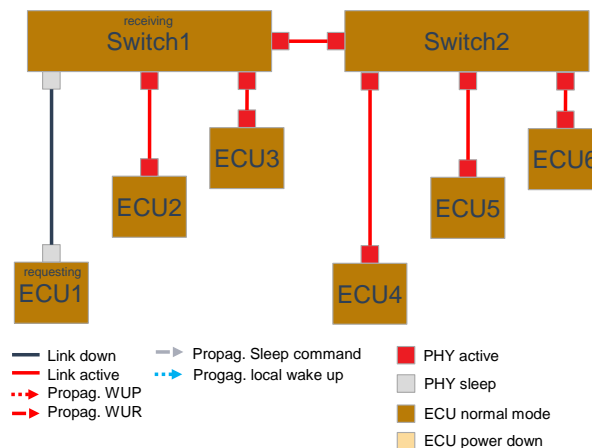 receiving
Switch1
Switch2
ECU3
ECU6
ECU2
ECU5
requesting
ECU1
ECU4
Link down
Link active
Propag. WUP
Propag. WUR
Propag. Sleep command
Progag. local wake up
PHY active
PHY sleep
ECU normal mode
ECU power down